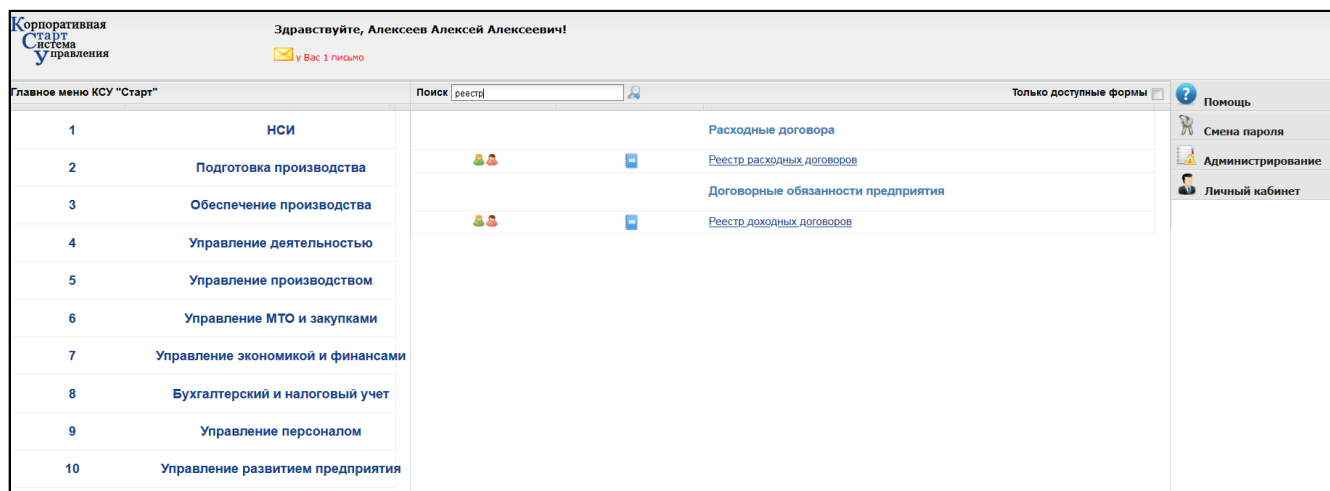 Корпоративная
Старт
Система
Управления
Здравствуйте, Алексеев Алексей Алексеевич!
у Вас 1 письмо
Главное меню КСУ "Старт"
Поиск реестр
Только доступные формы
Помощь
Смена пароля
Администрирование
Личный кабинет
1 НСИ
2 Подготовка производства
3 Обеспечение производства
4 Управление деятельностью
5 Управление производством
6 Управление МТО и закупками
7 Управление экономикой и финансами
8 Бухгалтерский и налоговый учет
9 Управление персоналом
10 Управление развитием предприятия
Расходные договора
Реестр расходных договоров
Договорные обязанности предприятия
Реестр доходных договоров